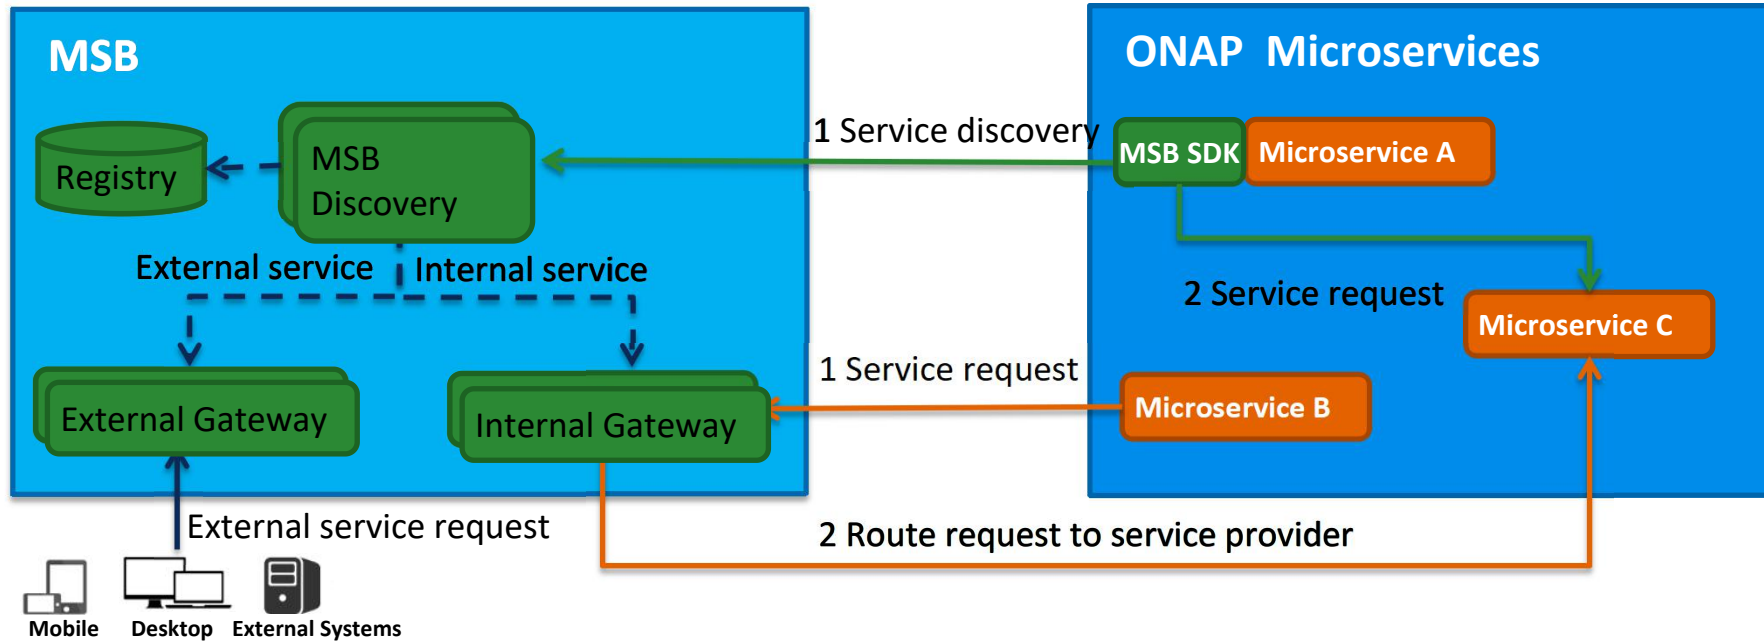 MSB
ONAP  Microservices
1 Service discovery
MSB SDK
Microservice A
Registry
MSB
Discovery
External service
Internal service
2 Service request
Microservice C
1 Service request
Microservice B
External Gateway
Internal Gateway
External service request
2 Route request to service provider
Mobile
Desktop
External Systems